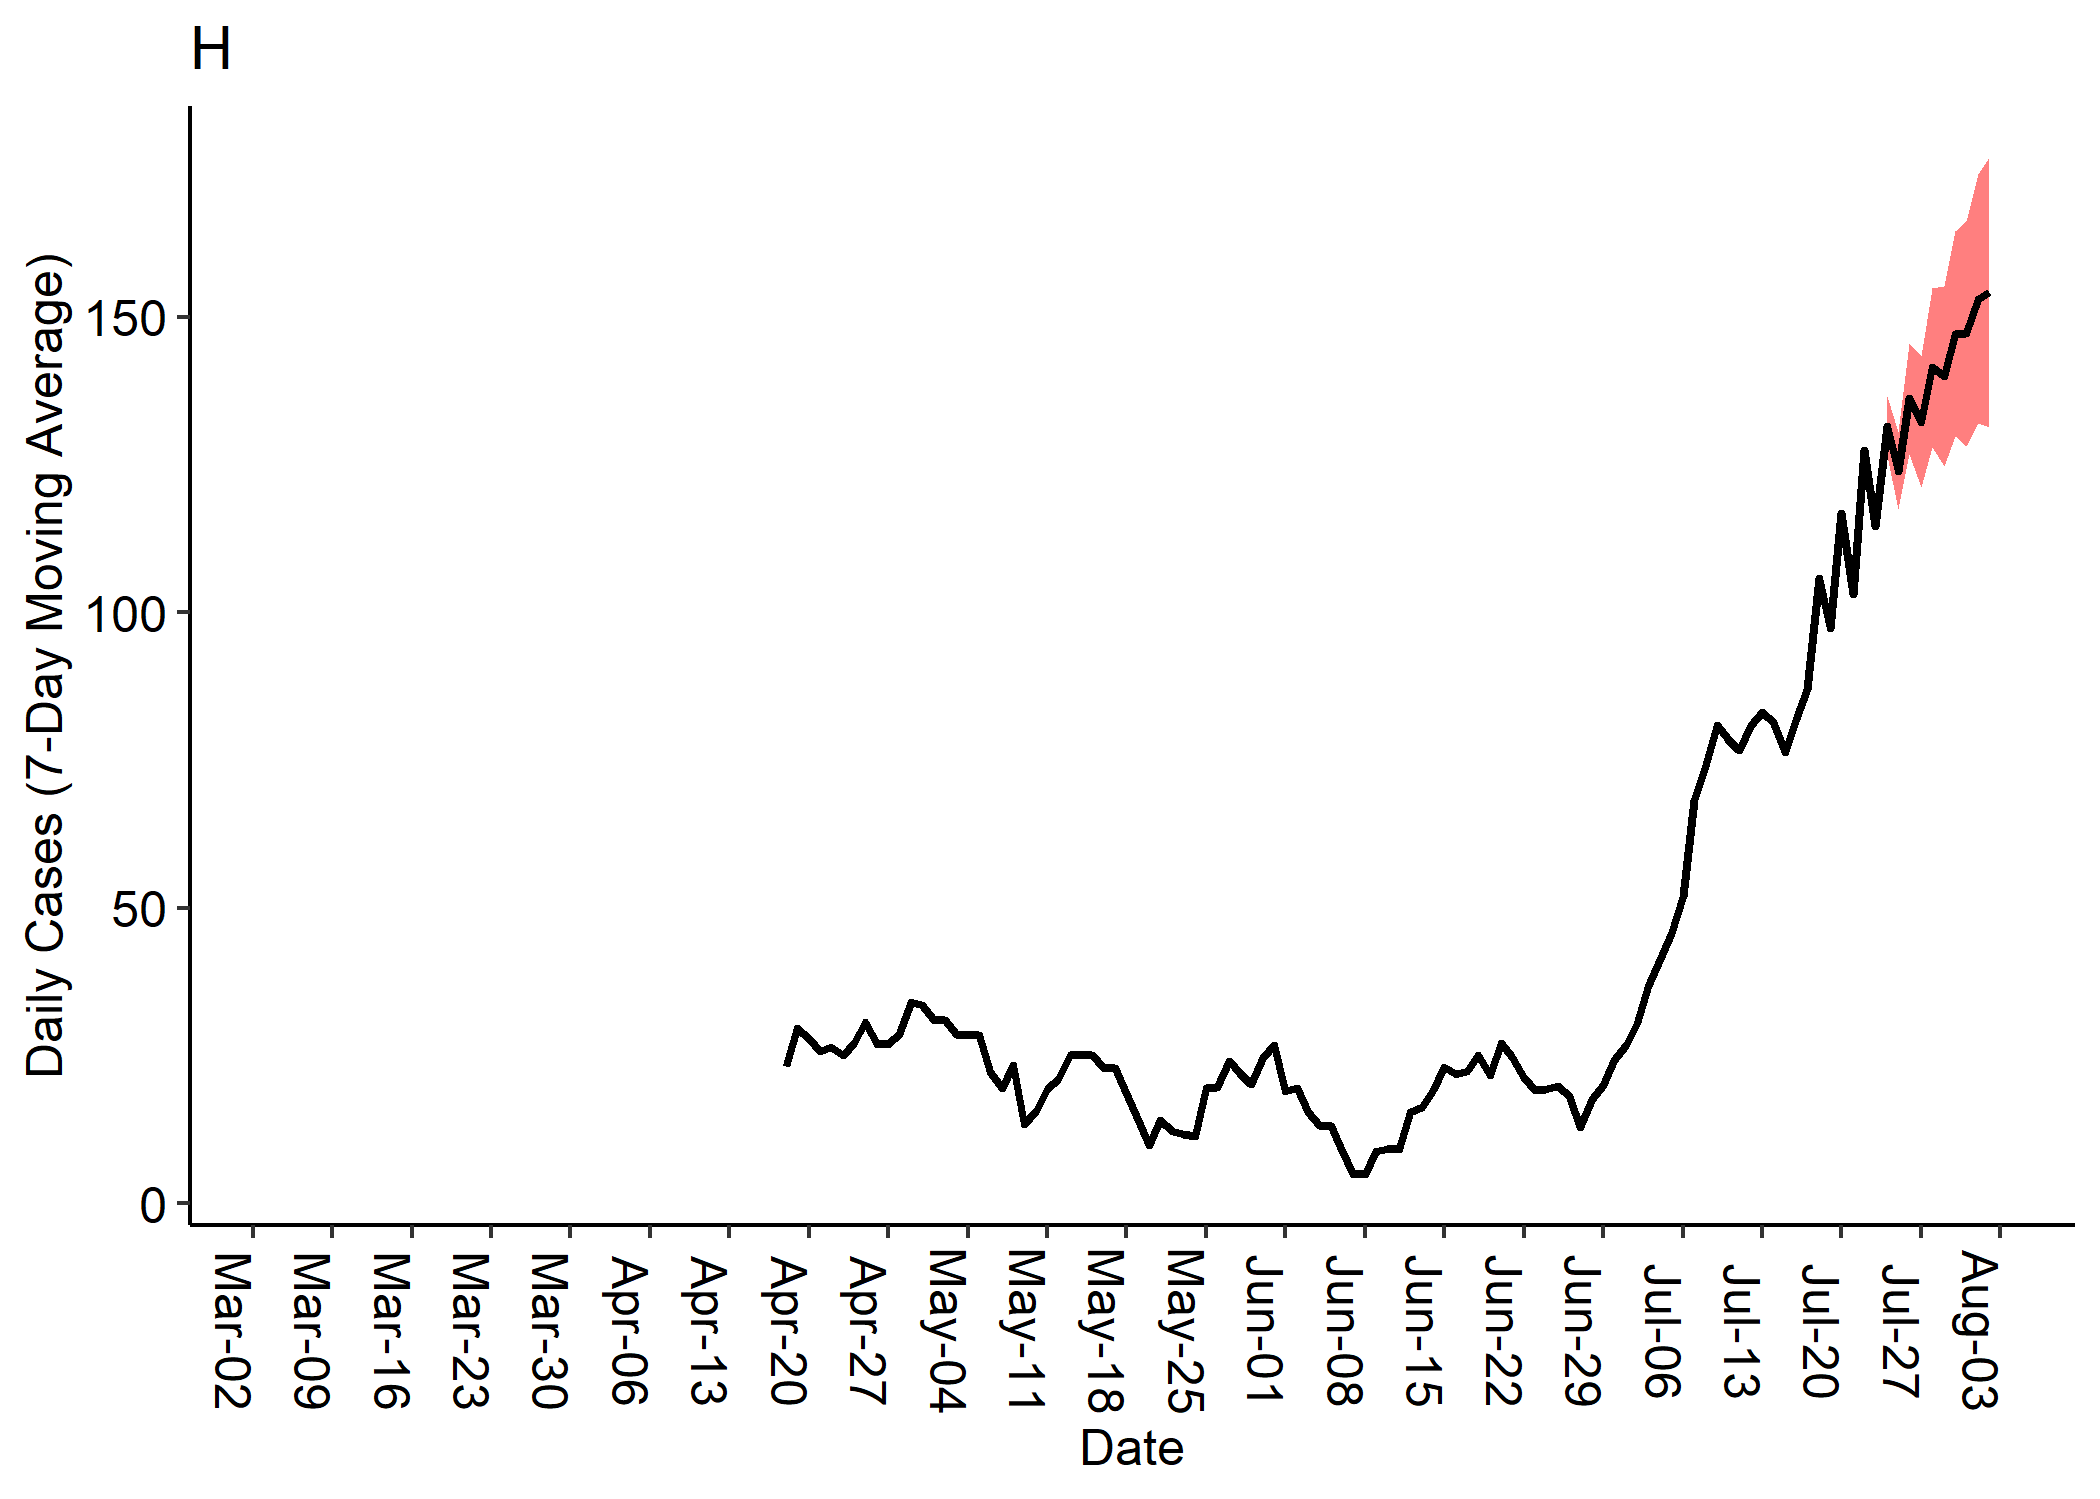 H
Daily Cases (7-Day Moving Average)
150
100
50
0
Mar-02
Mar-09
Mar-16
Mar-23
Mar-30
Apr-06
Apr-13
Apr-20
Apr-27
May-04
May-11
May-18
May-25
Jun-01
Jun-08
Jun-15
Jun-22
Jun-29
Jul-06
Jul-13
Jul-20
Jul-27
Aug-03
Date